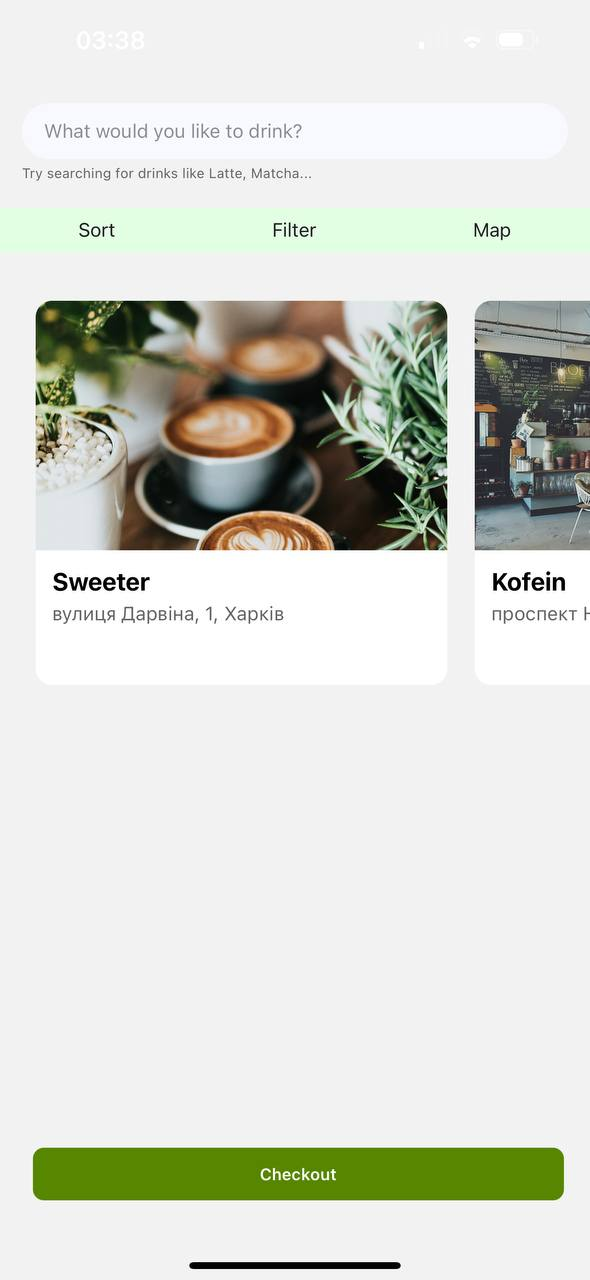 03:38
What would you like to drink?
Try searching for drinks like Latte, Matcha...
Sort Filter Map
Sweeter
вулиця Дарвіна, 1, Харків
Kofein
проспект
Checkout